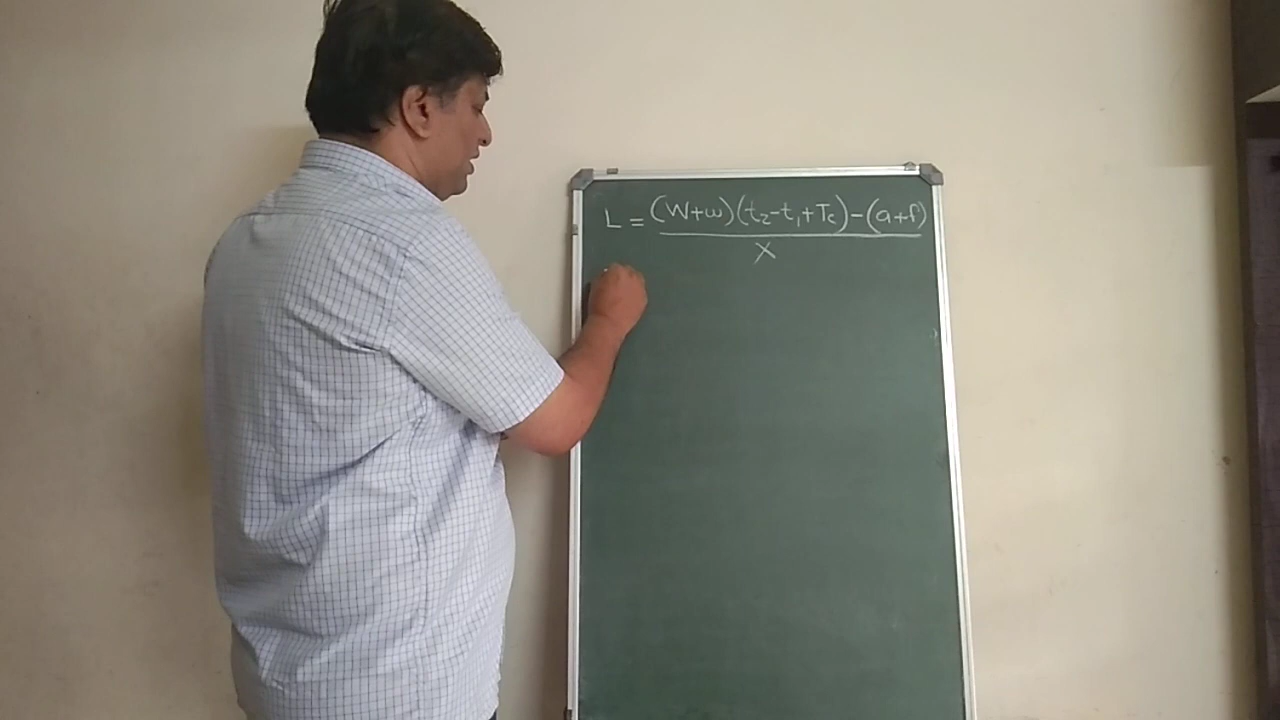 L = (W+w)(t₂-t₁+Tc)-(a+f)
X